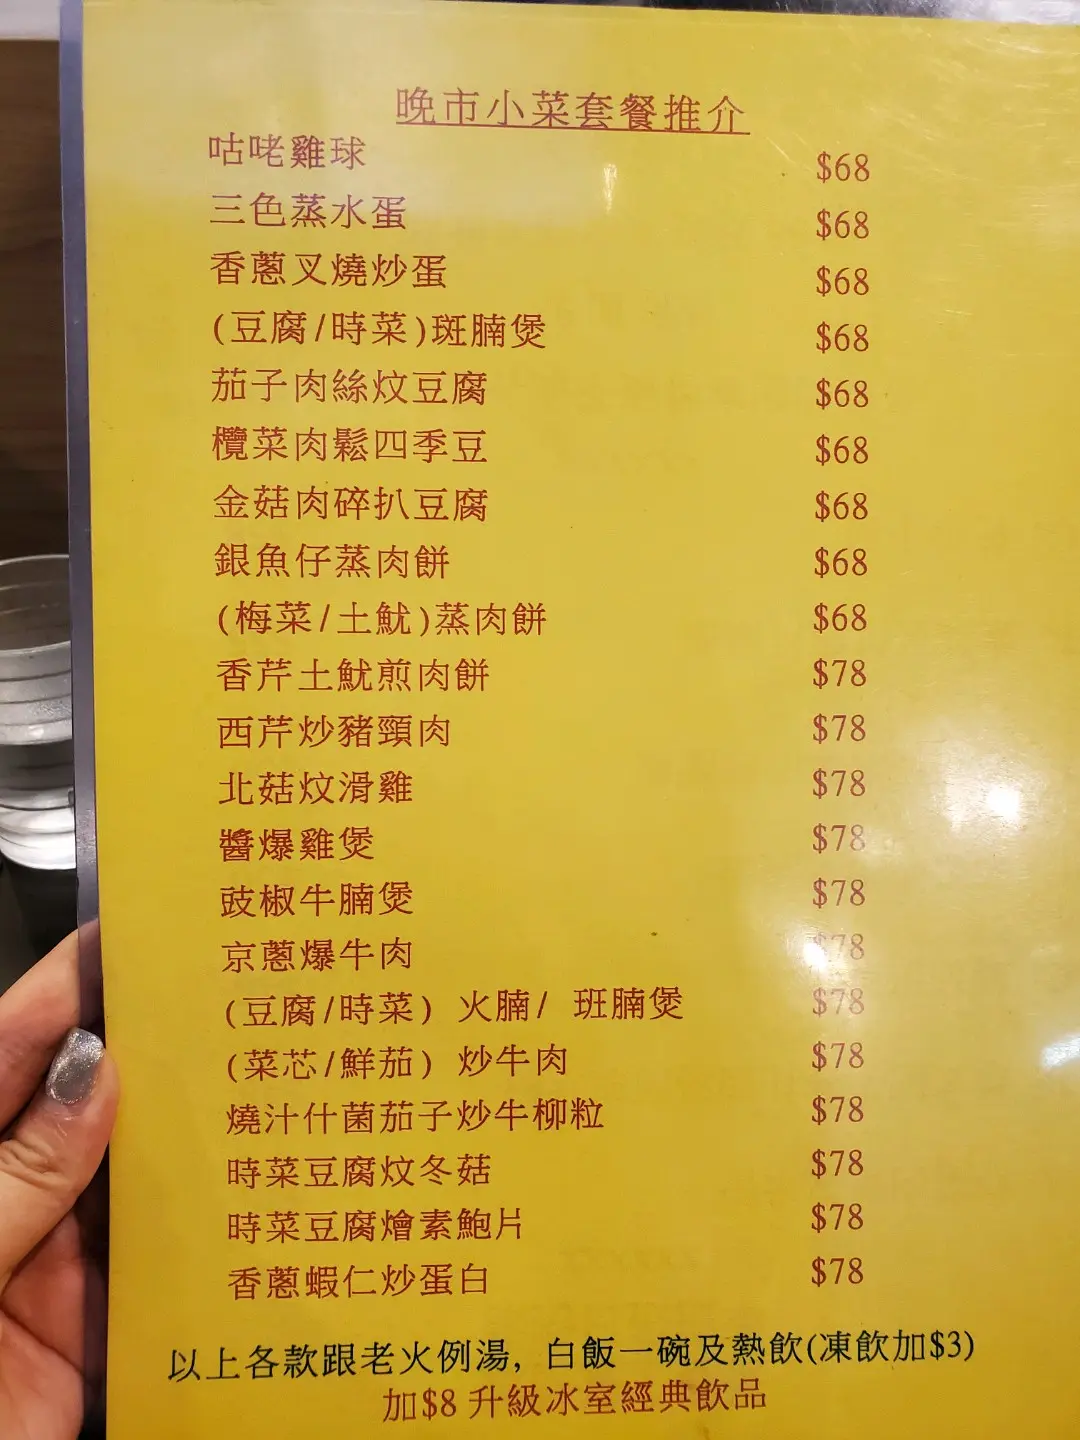 晚市小菜套餐推介
咕咾雞球 $68
三色蒸水蛋 $68
香蔥叉燒炒蛋 $68
(豆腐/時菜)斑腩煲 $68
茄子肉絲炆豆腐 $68
欖菜肉鬆四季豆 $68
金菇肉碎扒豆腐 $68
銀魚仔蒸肉餅 $68
(梅菜/土魷)蒸肉餅 $68
香芹土魷煎肉餅 $78
西芹炒豬頸肉 $78
北菇炆滑雞 $78
醬爆雞煲 $78
豉椒牛腩煲 $78
京蔥爆牛肉 $78
(豆腐/時菜) 火腩/ 班腩煲 $78
(菜芯/鮮茄) 炒牛肉 $78
燒汁什菌茄子炒牛柳粒 $78
時菜豆腐炆冬菇 $78
時菜豆腐燴素鮑片 $78
香蔥蝦仁炒蛋白 $78
以上各款跟老火例湯, 白飯一碗及熱飲(凍飲加$3)
加$8 升級冰室經典飲品